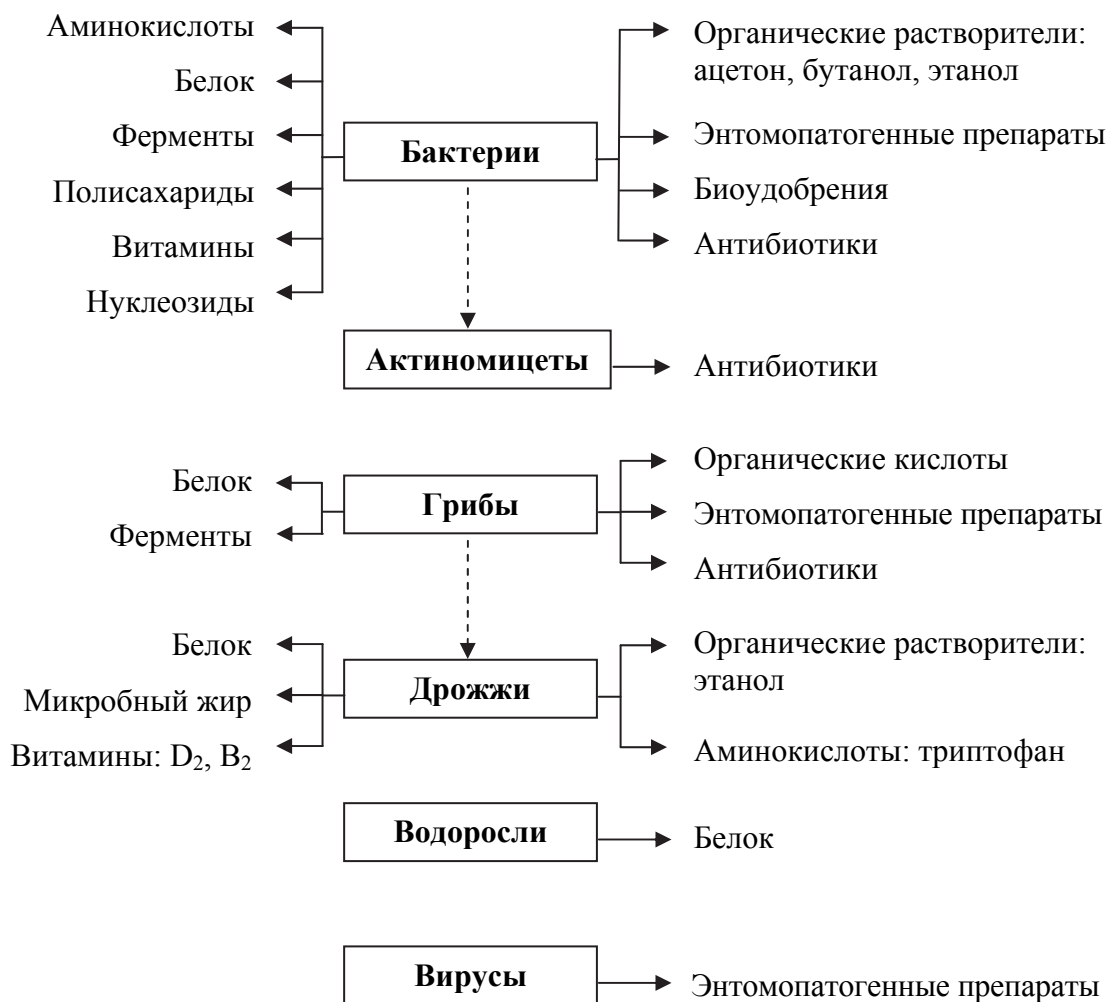 Аминокислоты
Белок
Ферменты
Полисахариды
Витамины
Нуклеозиды
Бактерии
Органические растворители:
ацетон, бутанол, этанол
Энтомопатогенные препараты
Биоудобрения
Антибиотики
Актиномицеты
Антибиотики
Белок
Ферменты
Грибы
Органические кислоты
Энтомопатогенные препараты
Антибиотики
Белок
Микробный жир
Витамины: D₂, B₂
Дрожжи
Органические растворители:
этанол
Аминокислоты: триптофан
Водоросли
Белок
Вирусы
Энтомопатогенные препараты